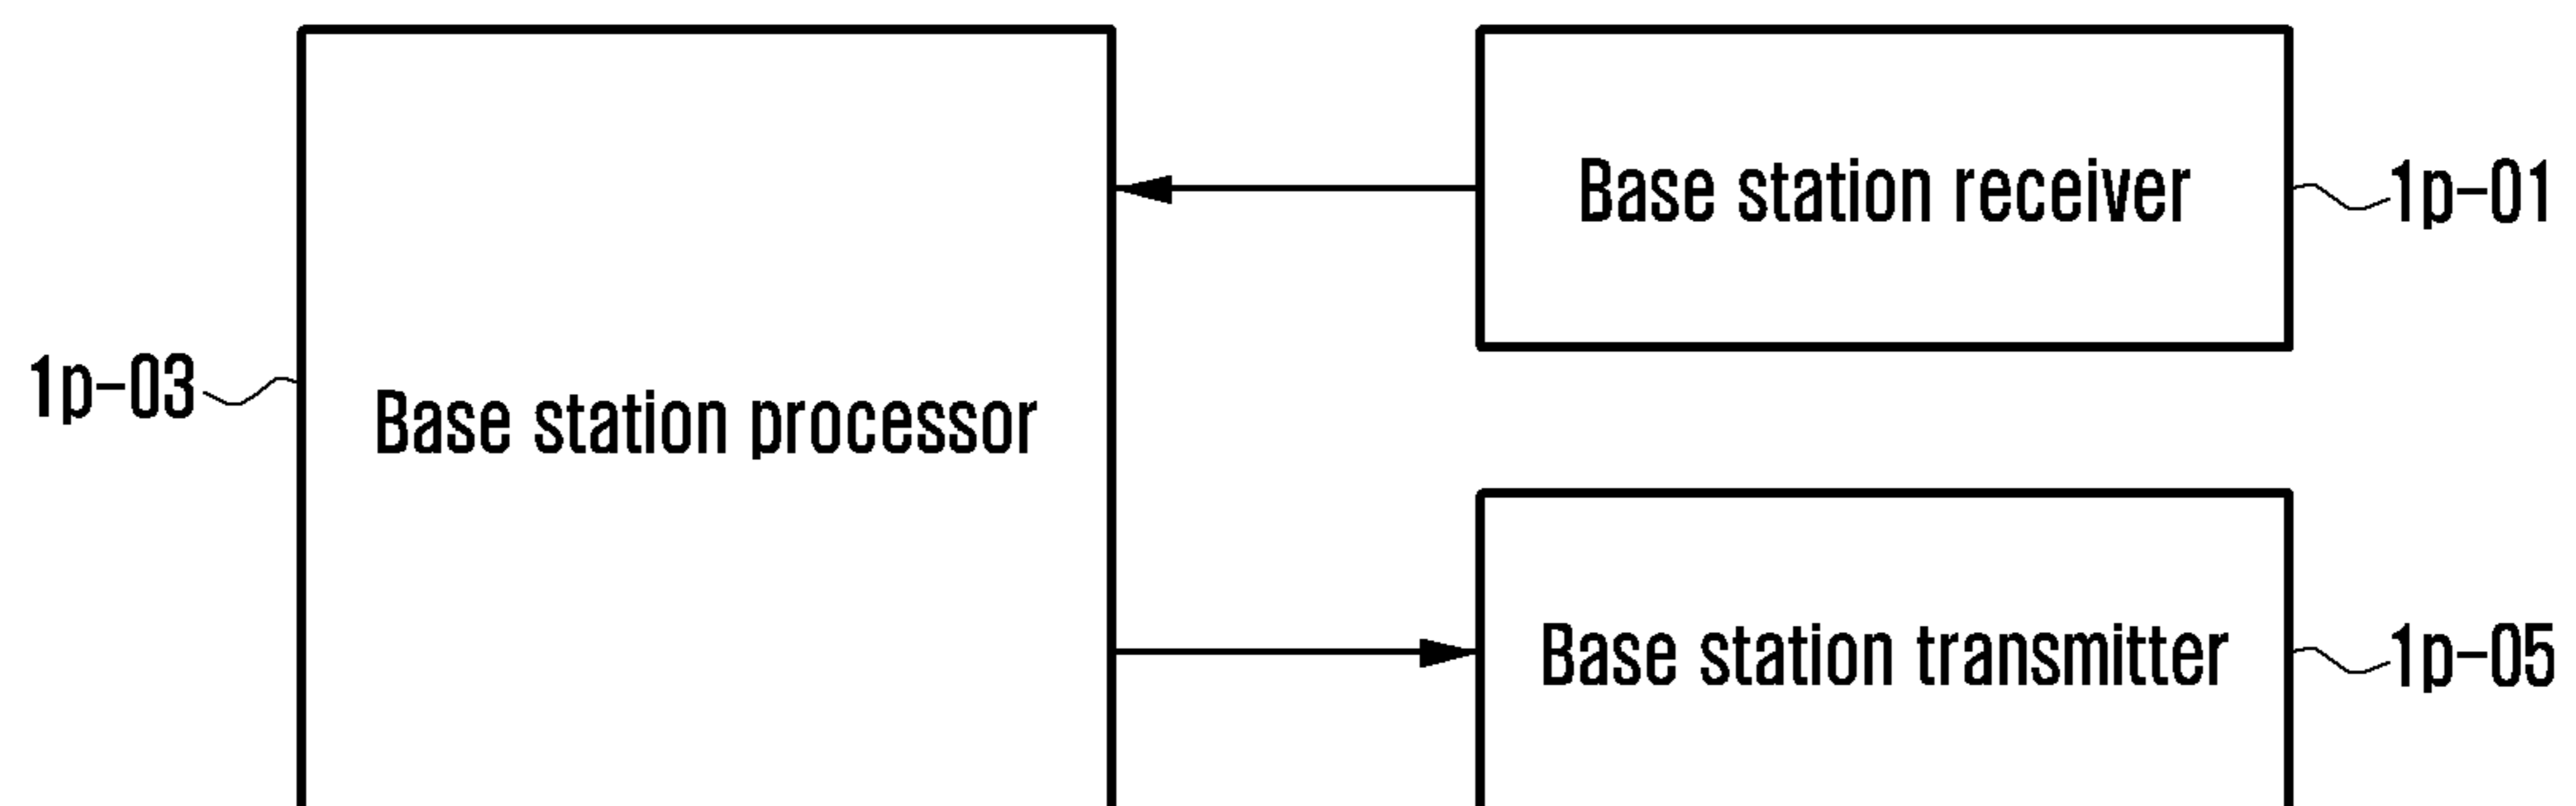 Base station receiver
1p-01
1p-03
Base station processor
Base station transmitter
1p-05